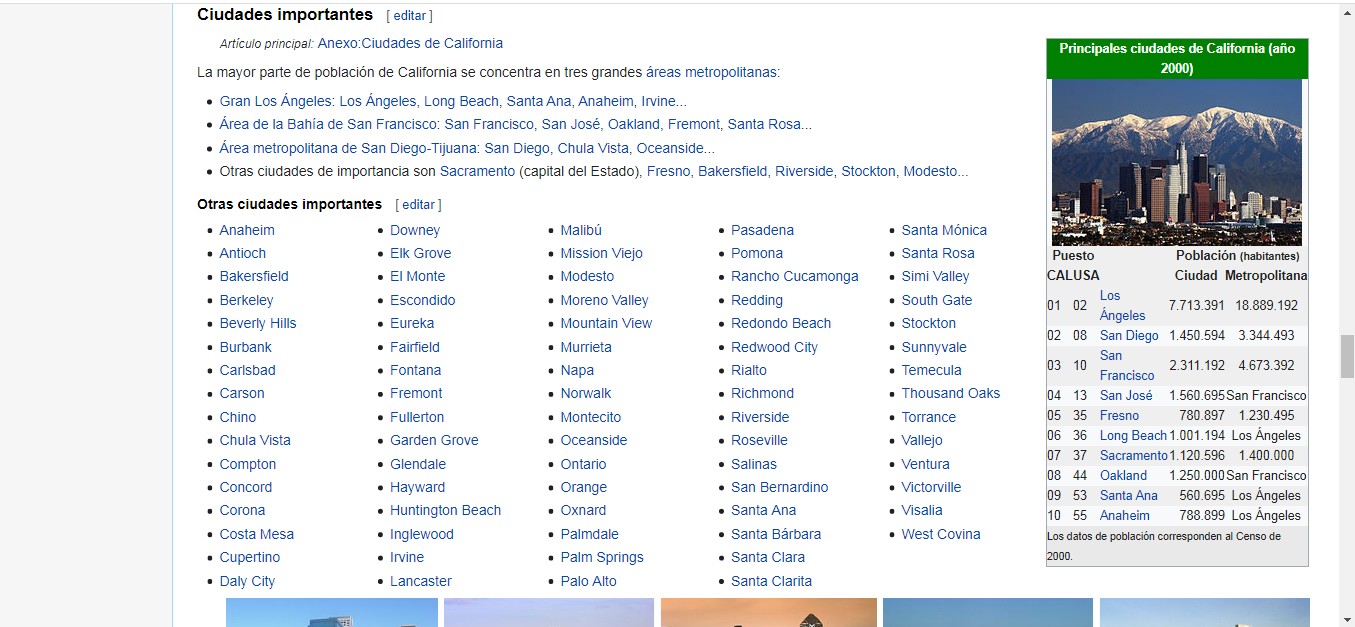 Ciudades importantes [ editar ]
Artículo principal: Anexo:Ciudades de California
La mayor parte de población de California se concentra en tres grandes áreas metropolitanas:
Gran Los Ángeles: Los Ángeles, Long Beach, Santa Ana, Anaheim, Irvine...
Área de la Bahía de San Francisco: San Francisco, San José, Oakland, Fremont, Santa Rosa...
Área metropolitana de San Diego-Tijuana: San Diego, Chula Vista, Oceanside...
Otras ciudades de importancia son Sacramento (capital del Estado), Fresno, Bakersfield, Riverside, Stockton, Modesto...
Otras ciudades importantes [ editar ]
Anaheim
Antioch
Bakersfield
Berkeley
Beverly Hills
Burbank
Carlsbad
Carson
Chino
Chula Vista
Compton
Concord
Corona
Costa Mesa
Cupertino
Daly City
Downey
Elk Grove
El Monte
Escondido
Eureka
Fairfield
Fontana
Fremont
Fullerton
Garden Grove
Glendale
Hayward
Huntington Beach
Inglewood
Irvine
Lancaster
Malibú
Mission Viejo
Modesto
Moreno Valley
Mountain View
Murrieta
Napa
Norwalk
Montecito
Oceanside
Ontario
Orange
Oxnard
Palmdale
Palm Springs
Palo Alto
Pasadena
Pomona
Rancho Cucamonga
Redding
Redondo Beach
Redwood City
Rialto
Richmond
Riverside
Roseville
Salinas
San Bernardino
Santa Ana
Santa Bárbara
Santa Clara
Santa Clarita
Santa Mónica
Santa Rosa
Simi Valley
South Gate
Stockton
Sunnyvale
Temecula
Thousand Oaks
Torrance
Vallejo
Ventura
Victorville
Visalia
West Covina
Principales ciudades de California (año
2000)
Puesto Población (habitantes)
CALUSA Ciudad Metropolitana
01 02 Los Ángeles 7.713.391 18.889.192
02 08 San Diego 1.450.594 3.344.493
03 10 San Francisco 2.311.192 4.673.392
04 13 San José 1.560.695 San Francisco
05 35 Fresno 780.897 1.230.495
06 36 Long Beach 1.001.194 Los Ángeles
07 37 Sacramento 1.120.596 1.400.000
08 44 Oakland 1.250.000 San Francisco
09 53 Santa Ana 560.695 Los Ángeles
10 55 Anaheim 788.899 Los Ángeles
Los datos de población corresponden al Censo de
2000.